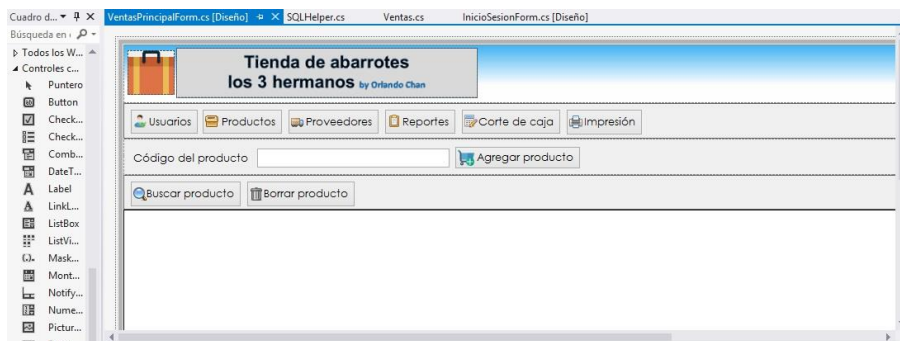 Cuadro d...
VentasPrincipalForm.cs [Diseño]
SQLHelper.cs
Ventas.cs
InicioSesionForm.cs [Diseño]
Búsqueda en
Todos los W...
Controles c...
Puntero
Button
Check...
Check...
Comb...
DateT...
Label
LinkL...
ListBox
ListVi...
Mask...
Mont...
Notify...
Nume...
Pictur...
Tienda de abarrotes
los 3 hermanos by Orlando Chan
Usuarios Productos Proveedores Reportes Corte de caja Impresión
Código del producto Agregar producto
Buscar producto Borrar producto